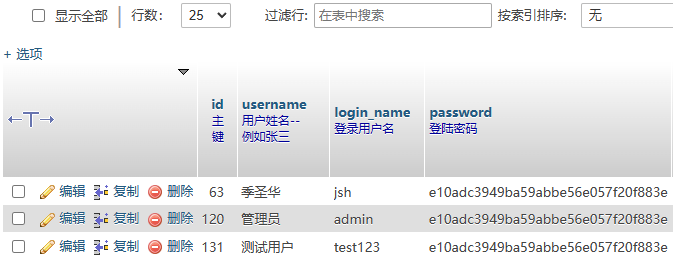 显示全部 行数： 25 过滤行: 在表中搜索 按索引排序: 无
+ 选项
id 主键 username 用户姓名--例如张三 login_name 登录用户名 password 登陆密码
编辑 复制 删除 63 季圣华 jsh e10adc3949ba59abbe56e057f20f883e
编辑 复制 删除 120 管理员 admin e10adc3949ba59abbe56e057f20f883e
编辑 复制 删除 131 测试用户 test123 e10adc3949ba59abbe56e057f20f883e